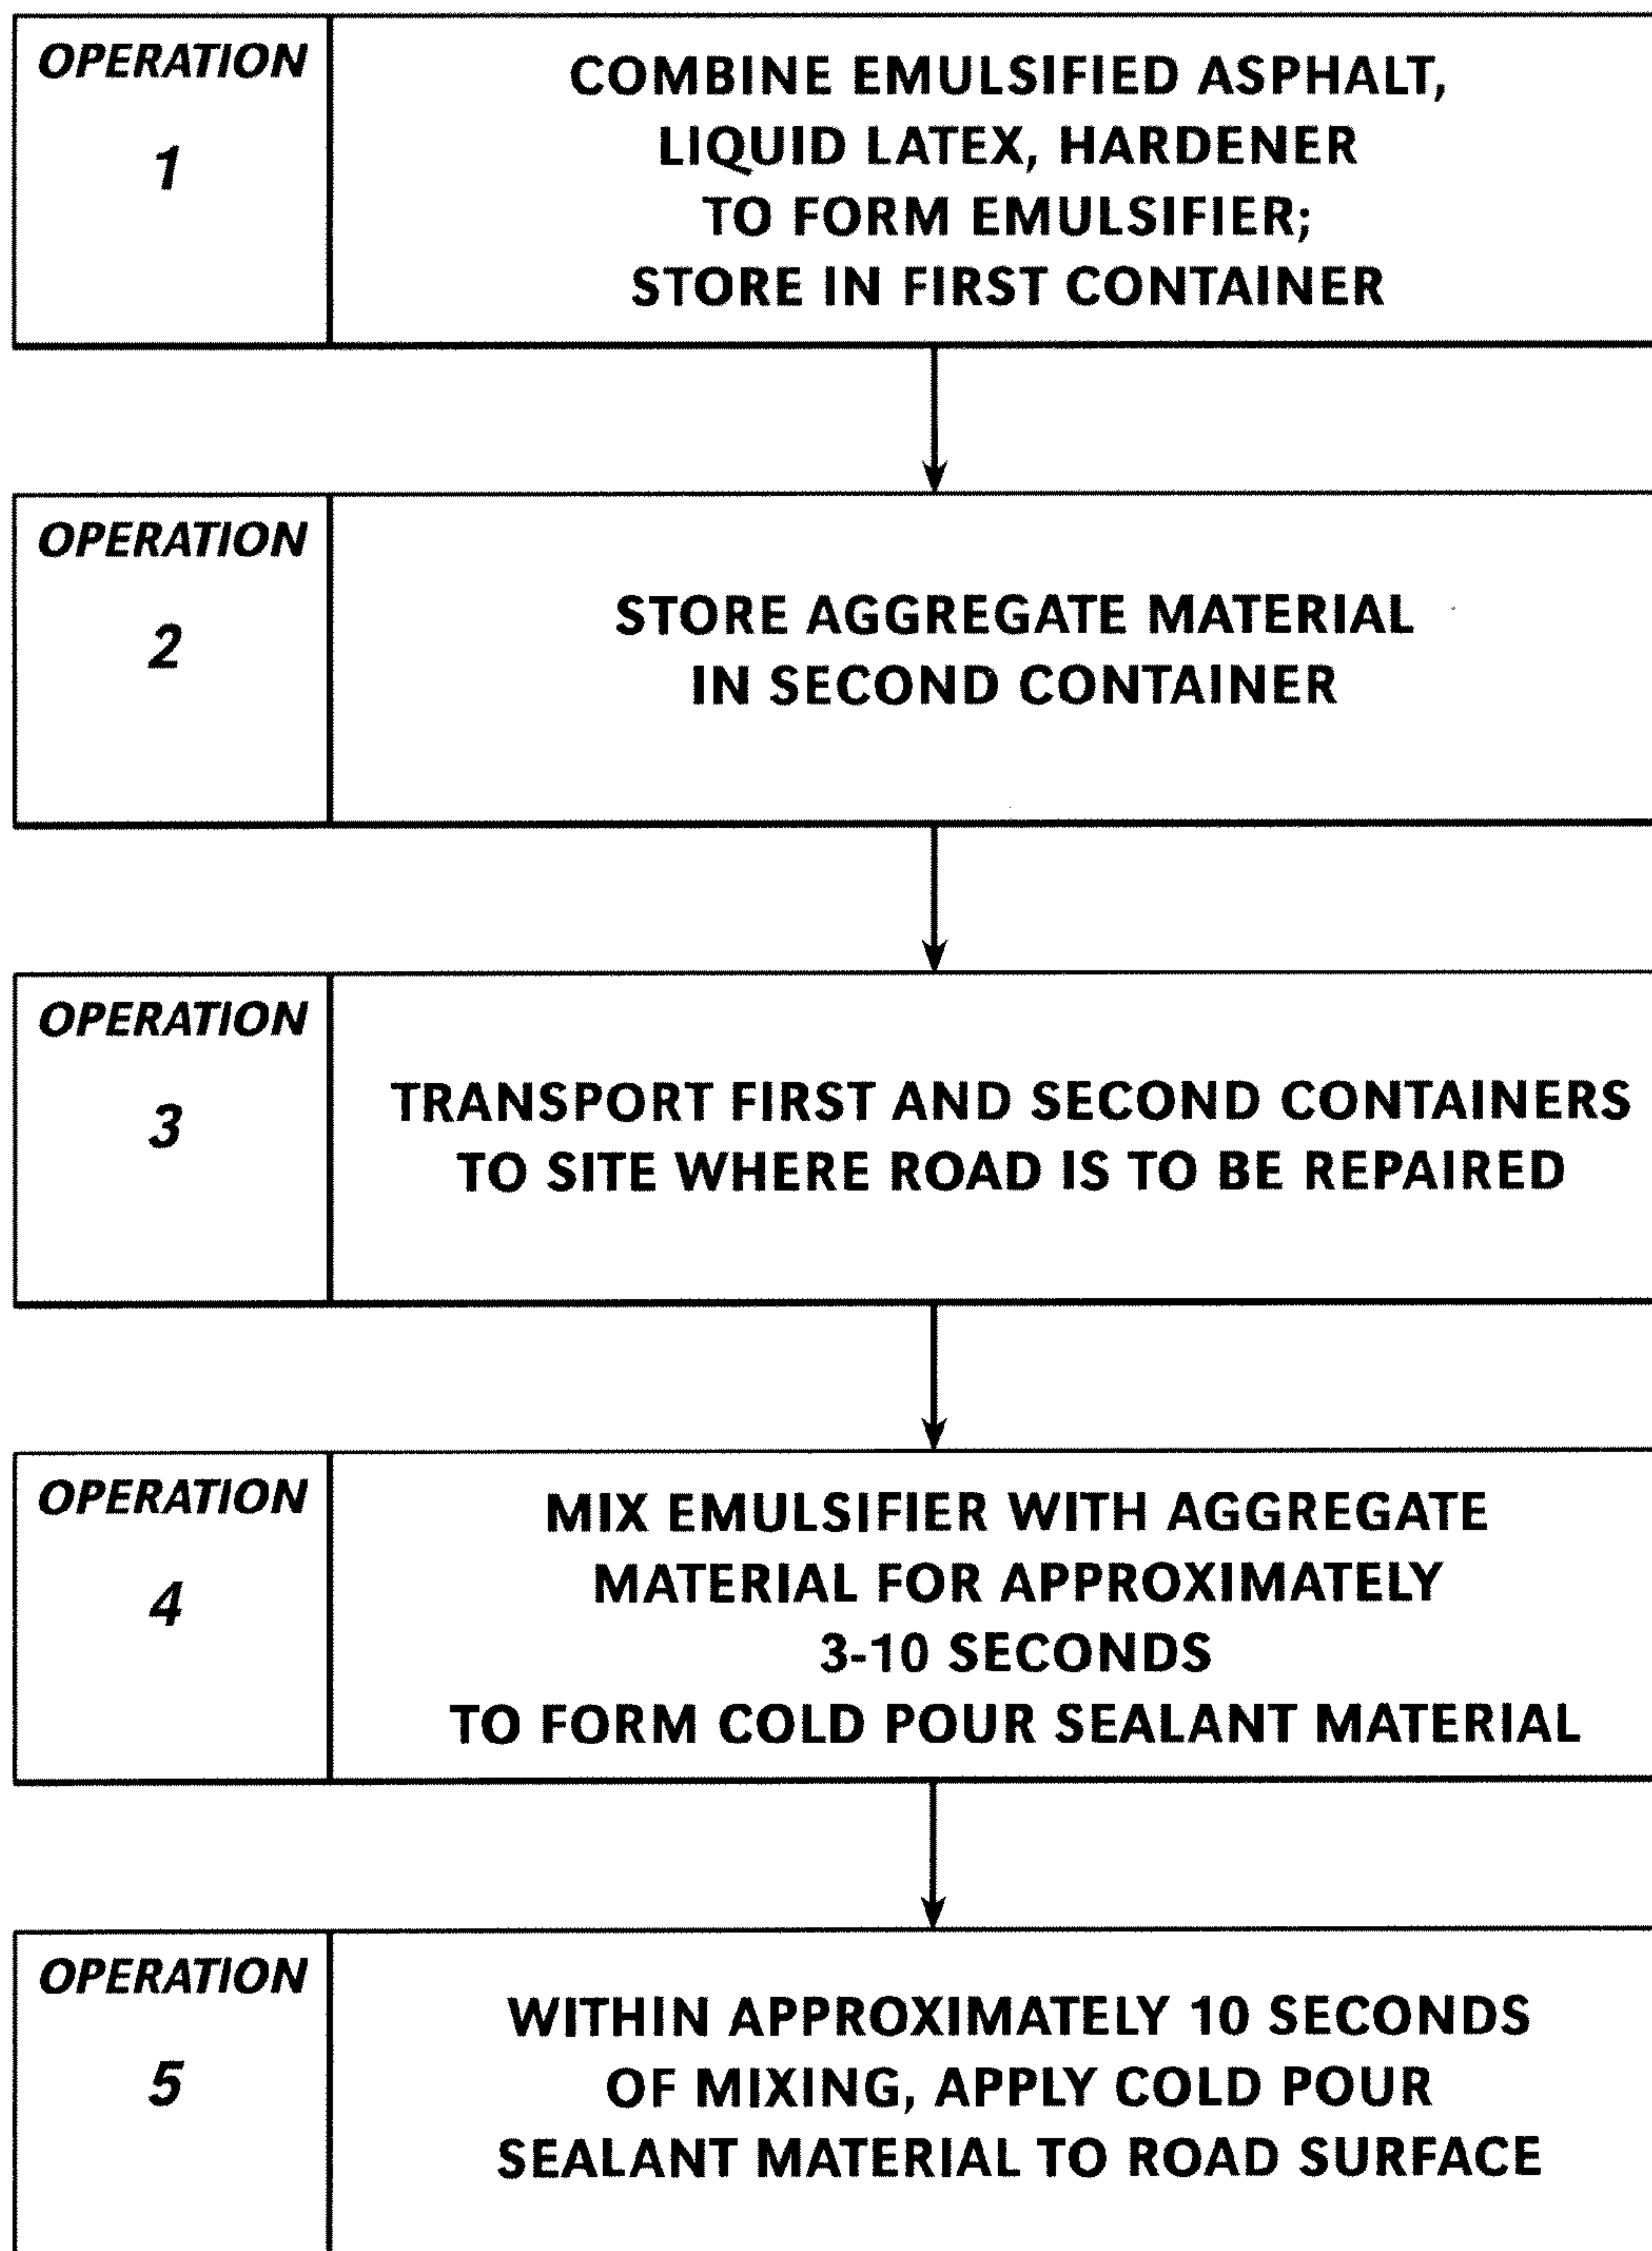 OPERATION
1
COMBINE EMULSIFIED ASPHALT,
LIQUID LATEX, HARDENER
TO FORM EMULSIFIER;
STORE IN FIRST CONTAINER
OPERATION
2
STORE AGGREGATE MATERIAL
IN SECOND CONTAINER
OPERATION
3
TRANSPORT FIRST AND SECOND CONTAINERS
TO SITE WHERE ROAD IS TO BE REPAIRED
OPERATION
4
MIX EMULSIFIER WITH AGGREGATE
MATERIAL FOR APPROXIMATELY
3-10 SECONDS
TO FORM COLD POUR SEALANT MATERIAL
OPERATION
5
WITHIN APPROXIMATELY 10 SECONDS
OF MIXING, APPLY COLD POUR
SEALANT MATERIAL TO ROAD SURFACE